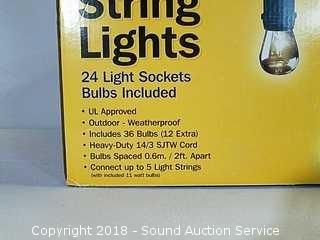 String
Lights
24 Light Sockets
Bulbs Included
• UL Approved
• Outdoor - Weatherproof
• Includes 36 Bulbs (12 Extra)
• Heavy-Duty 14/3 SJTW Cord
• Bulbs Spaced 0.6m. / 2ft. Apart
• Connect up to 5 Light Strings
(with included 11 watt bulbs)
Copyright 2018 - Sound Auction Service